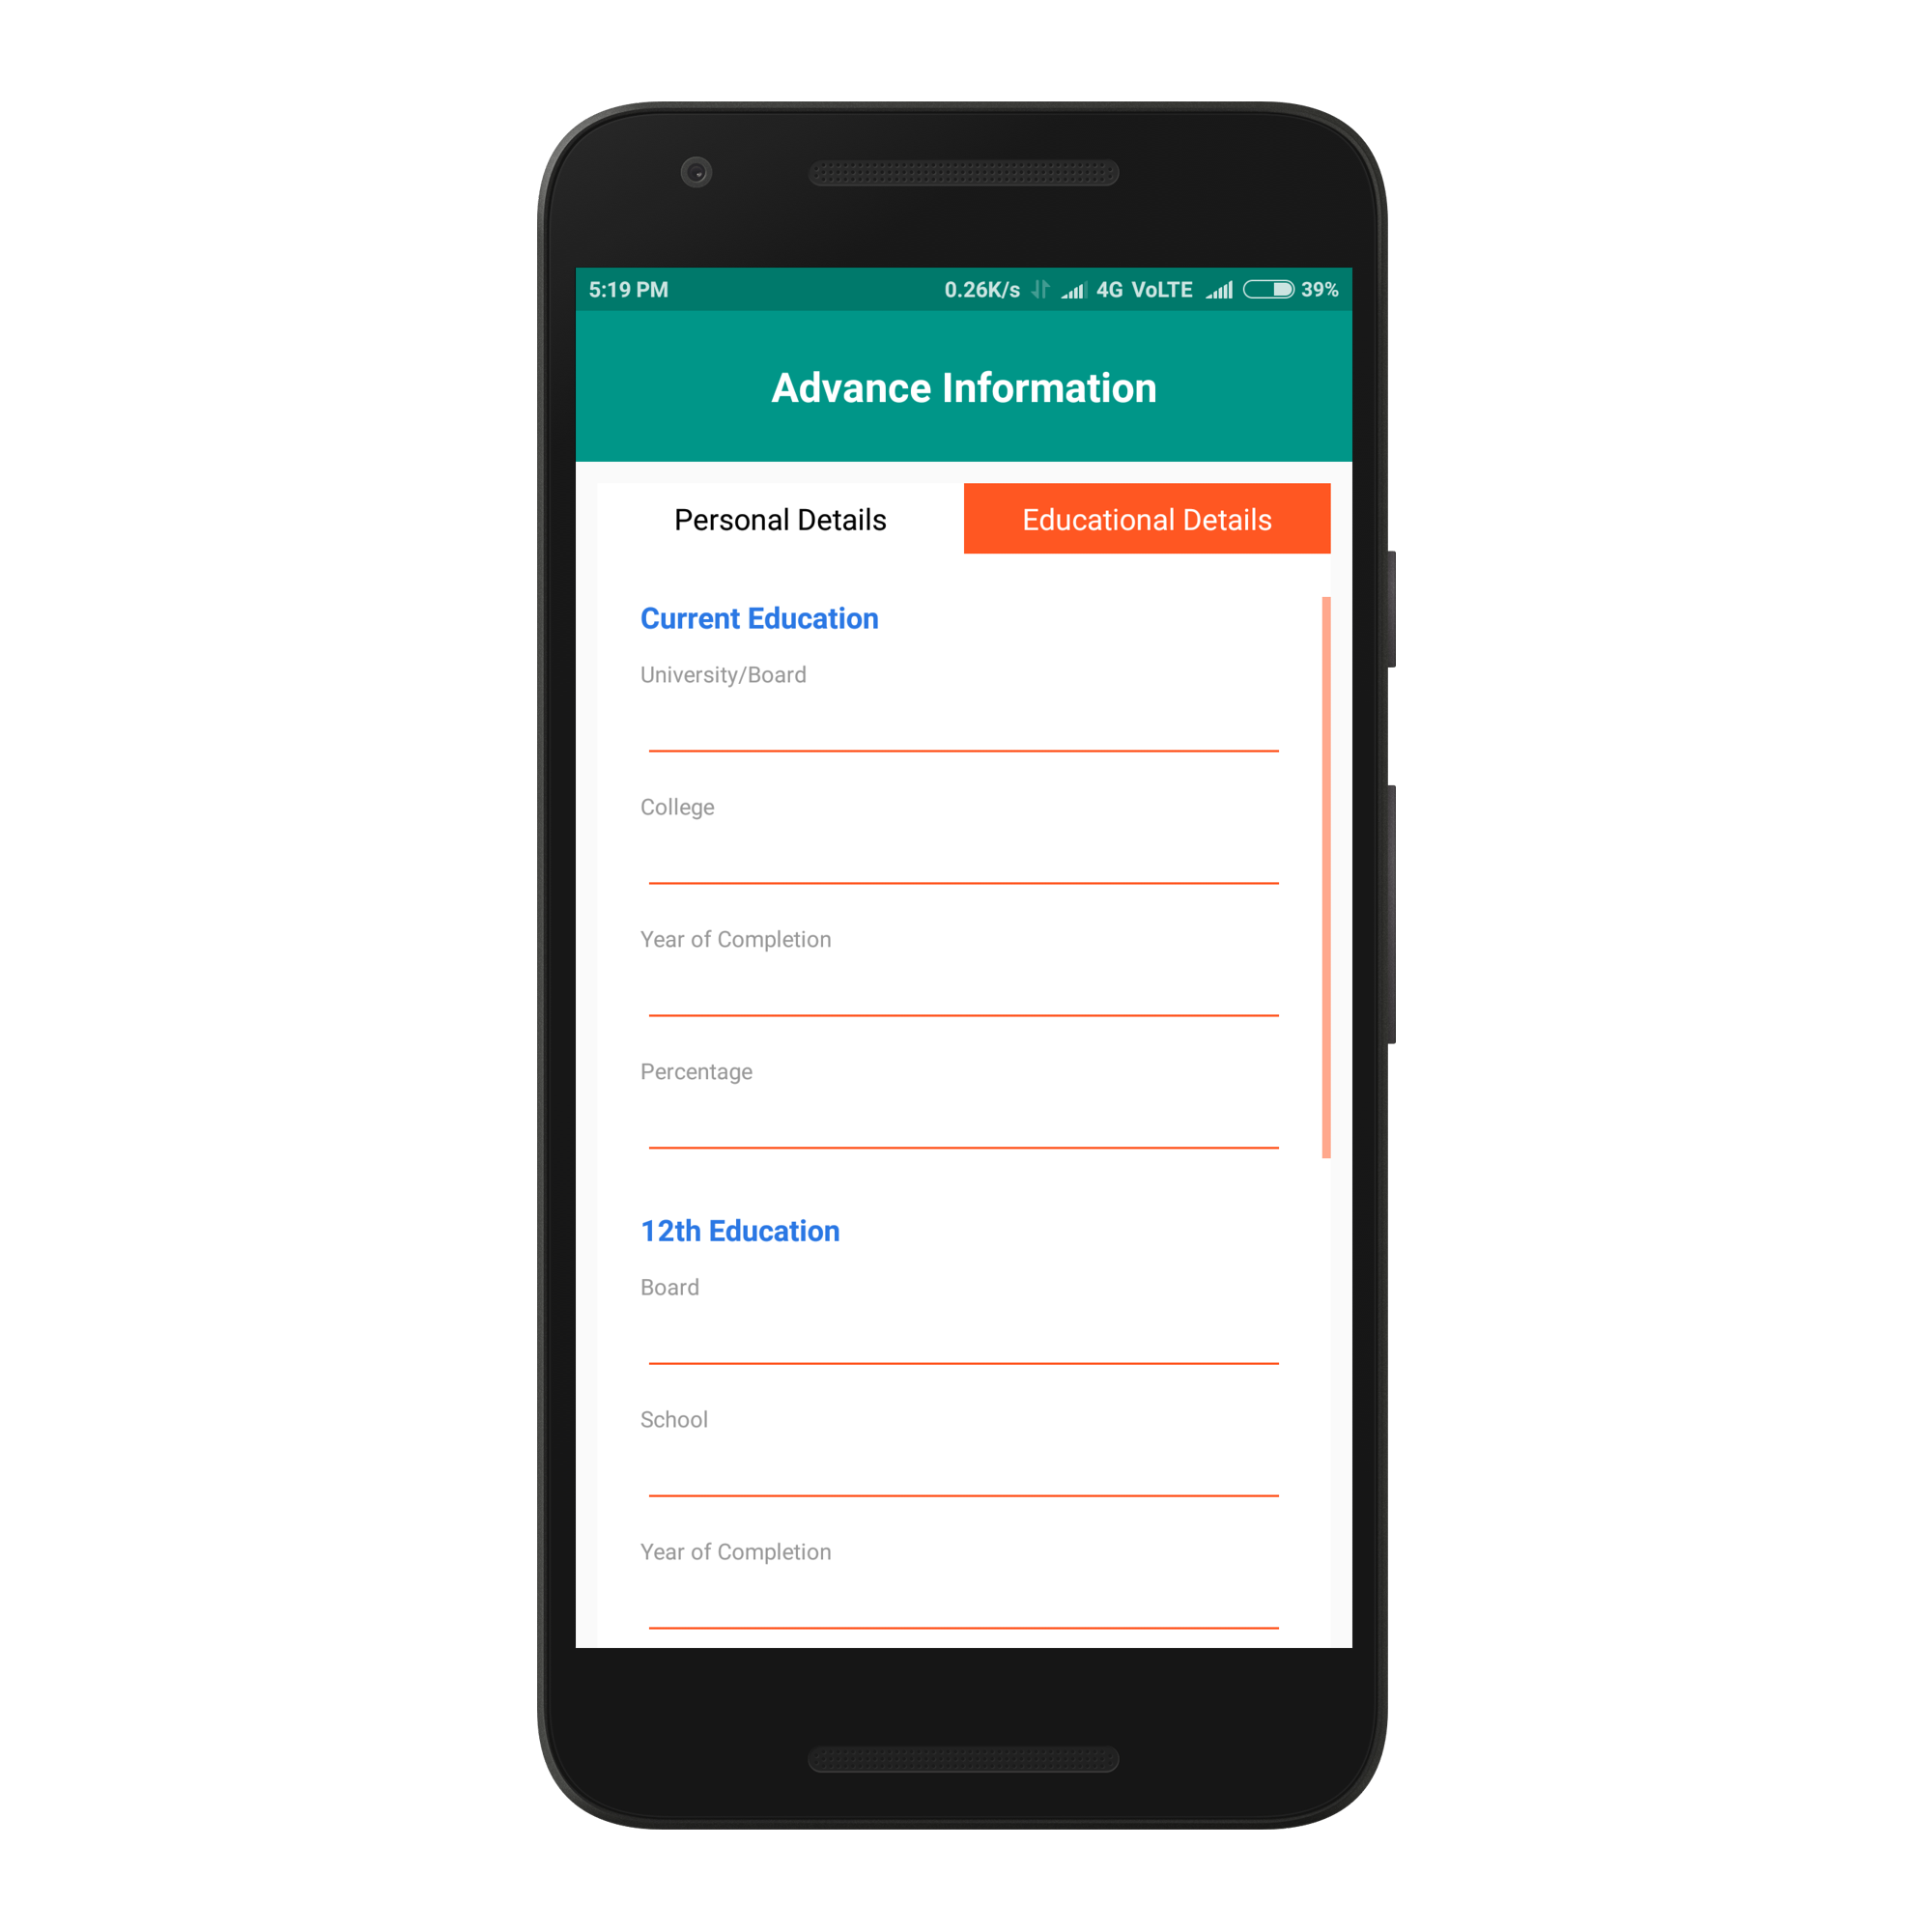 5:19 PM 0.26K/s 4G VoLTE 39%
Advance Information
Personal Details Educational Details
Current Education
University/Board
College
Year of Completion
Percentage
12th Education
Board
School
Year of Completion